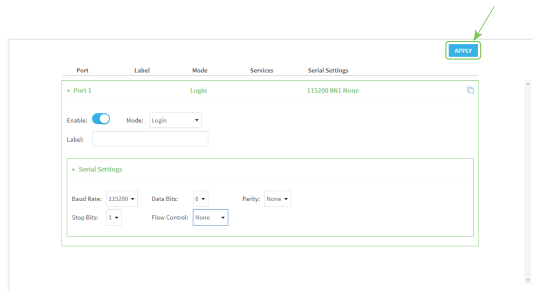 APPLY
Port Label Mode Services Serial Settings
Port 1 Login 115200 8N1 None
Enable: Mode: Login
Label:
Serial Settings
Baud Rate: 115200 Data Bits: 8 Parity: None
Stop Bits: 1 Flow Control: None